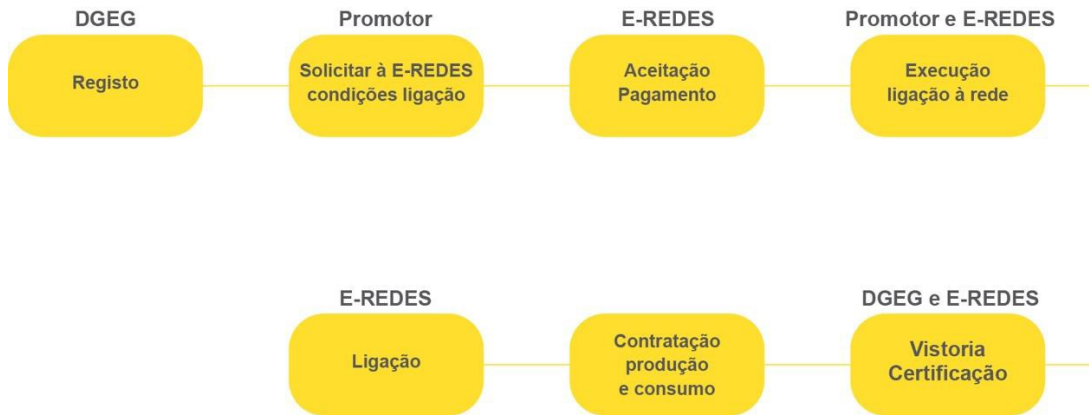 DGEG
Registo
Promotor
Solicitar à E-REDES
condições ligação
E-REDES
Aceitação
Pagamento
Promotor e E-REDES
Execução
ligação à rede
E-REDES
Ligação
Contratação
produção
e consumo
DGEG e E-REDES
Vistoria
Certificação